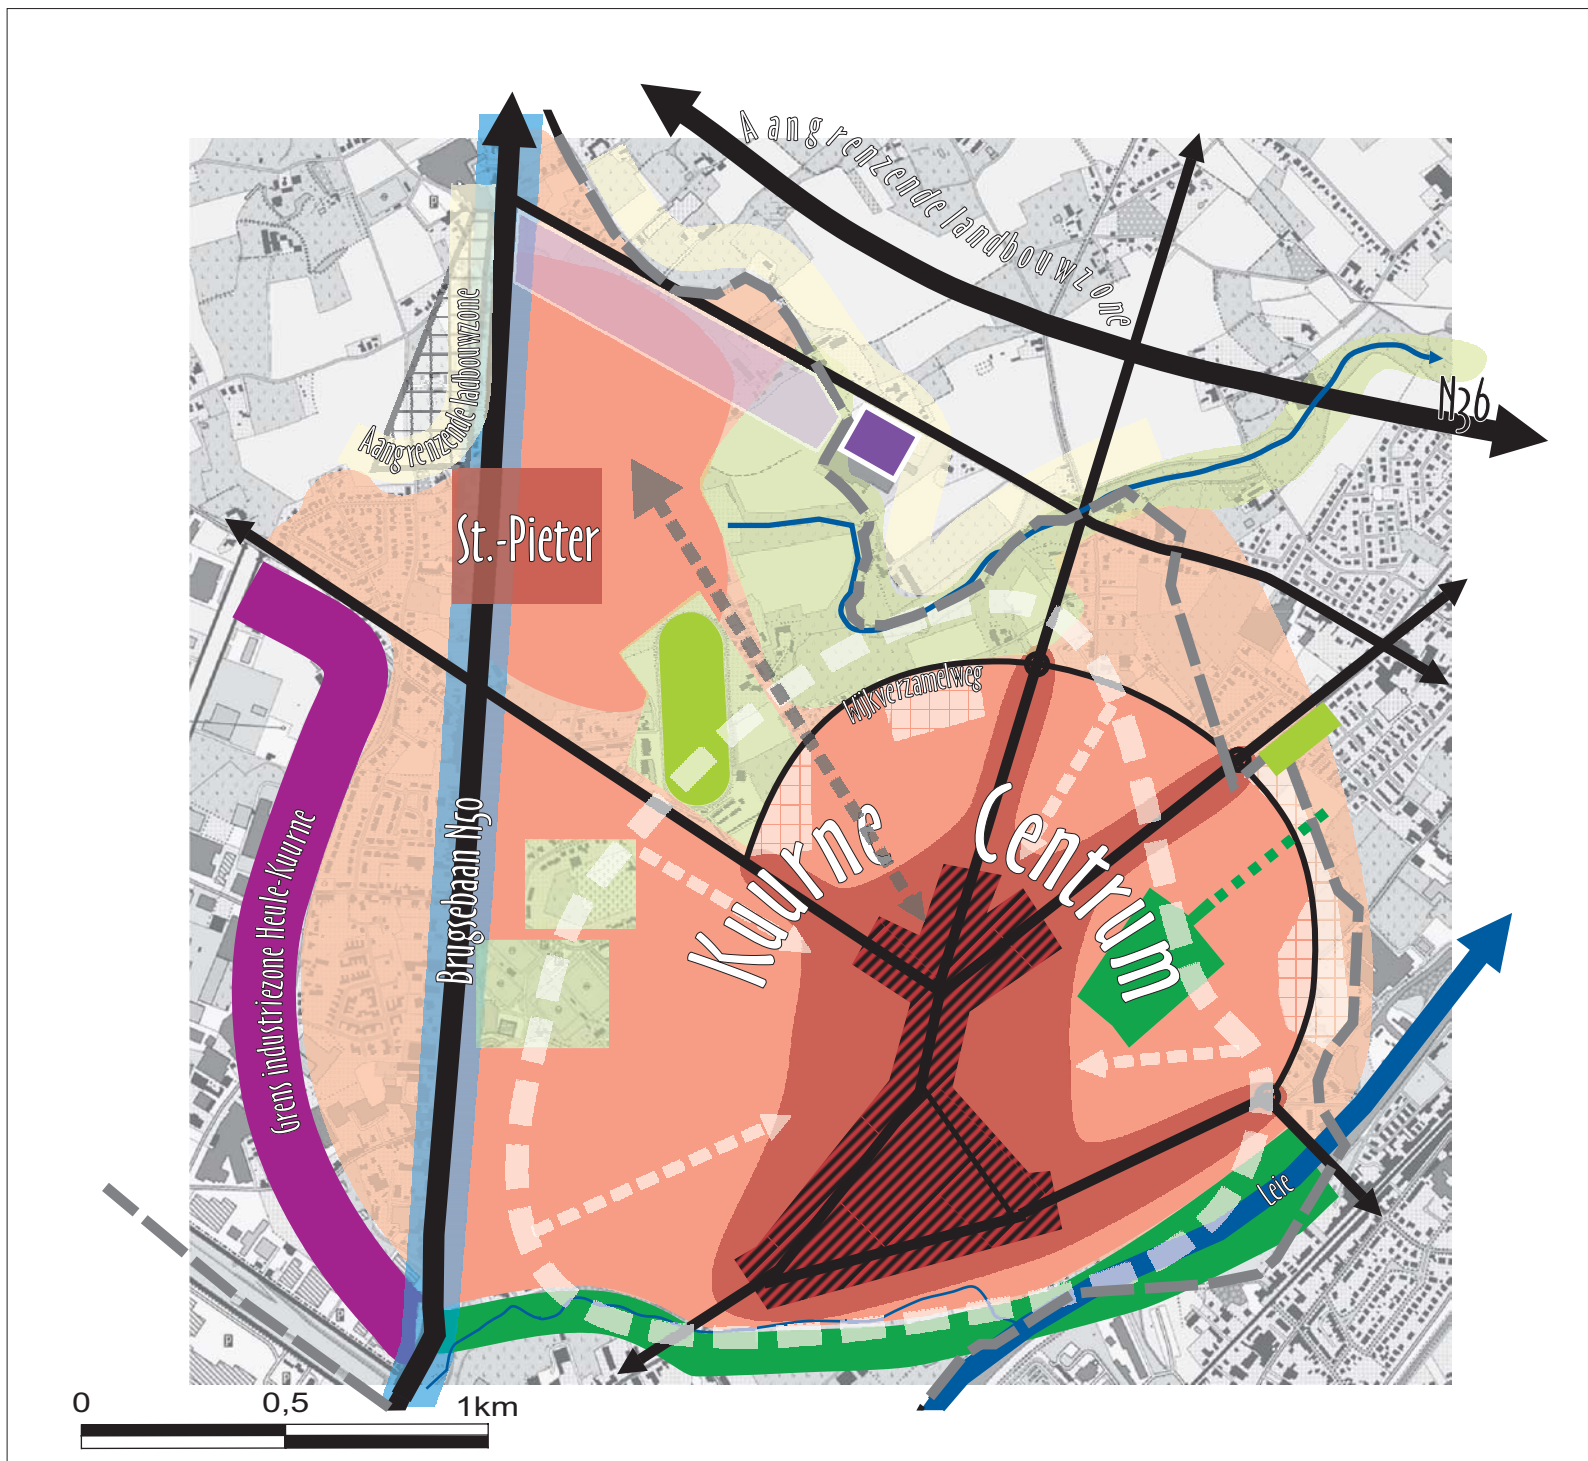 Aangrenzende landbouwzone
N36
Aangrenzende ladbouwzone
St.-Pieter
Wijkverzamelweg
Kuurne Centrum
Brugsebaan N50
Grens industriezone Heule-Kuurne
Leie
0 0,5 1km